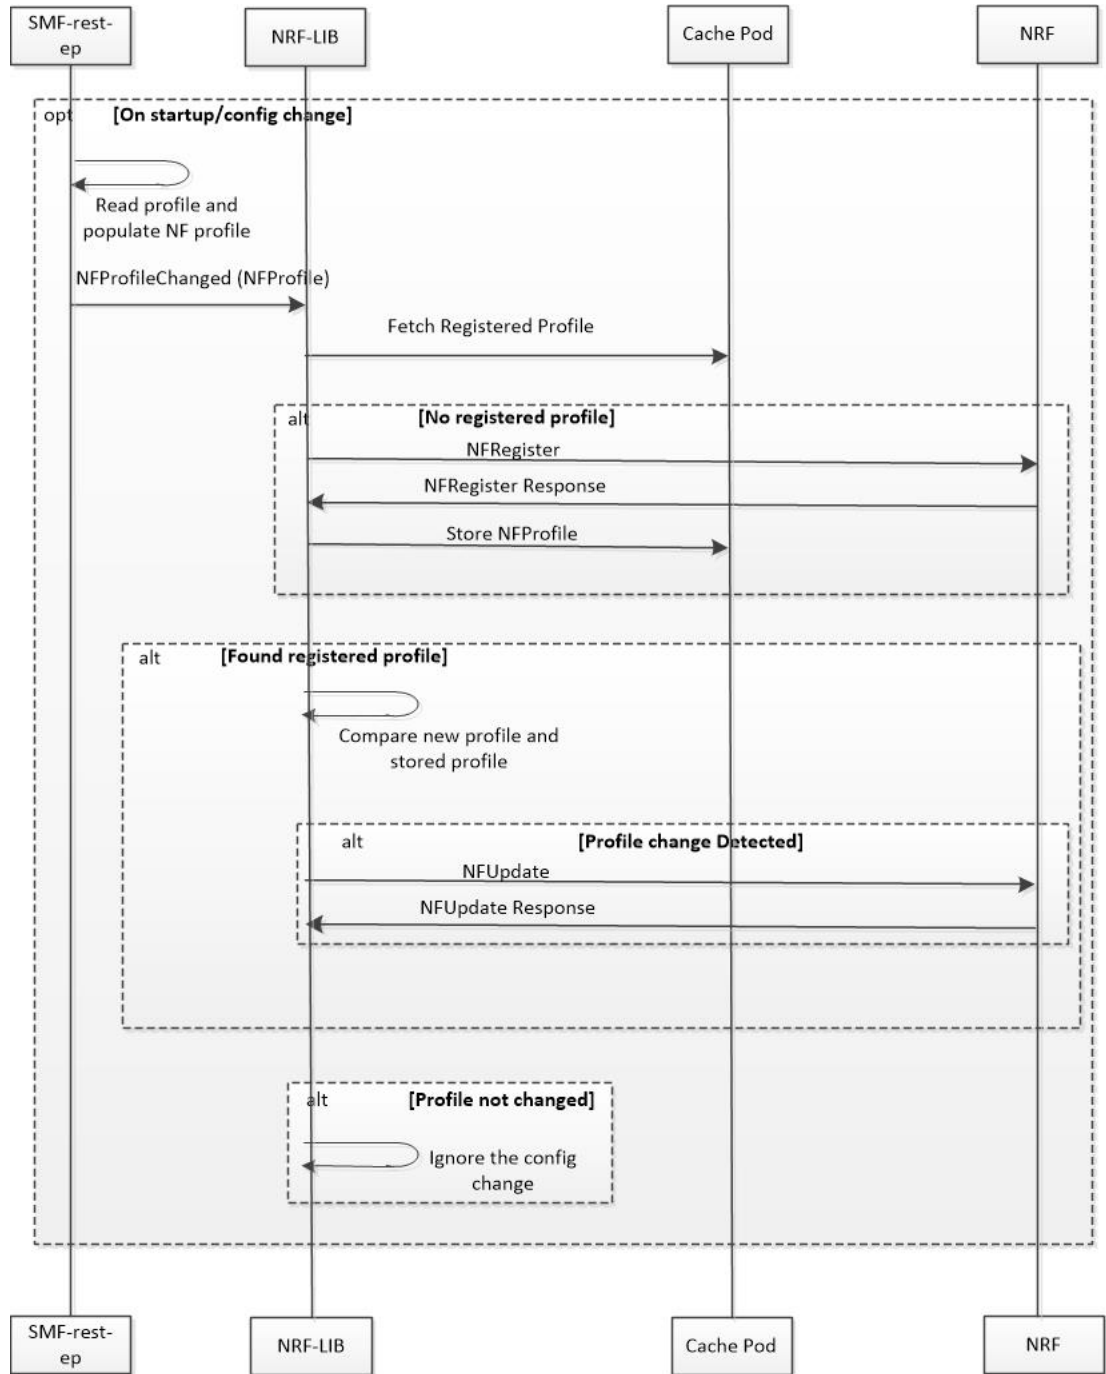 SMF-rest-
ep
NRF-LIB
Cache Pod
NRF
opt
[On startup/config change]
Read profile and
populate NF profile
NFProfileChanged (NFProfile)
Fetch Registered Profile
alt
[No registered profile]
NFRegister
NFRegister Response
Store NFProfile
alt
[Found registered profile]
Compare new profile and
stored profile
alt
[Profile change Detected]
NFUpdate
NFUpdate Response
alt
[Profile not changed]
Ignore the config
change
SMF-rest-
ep
NRF-LIB
Cache Pod
NRF